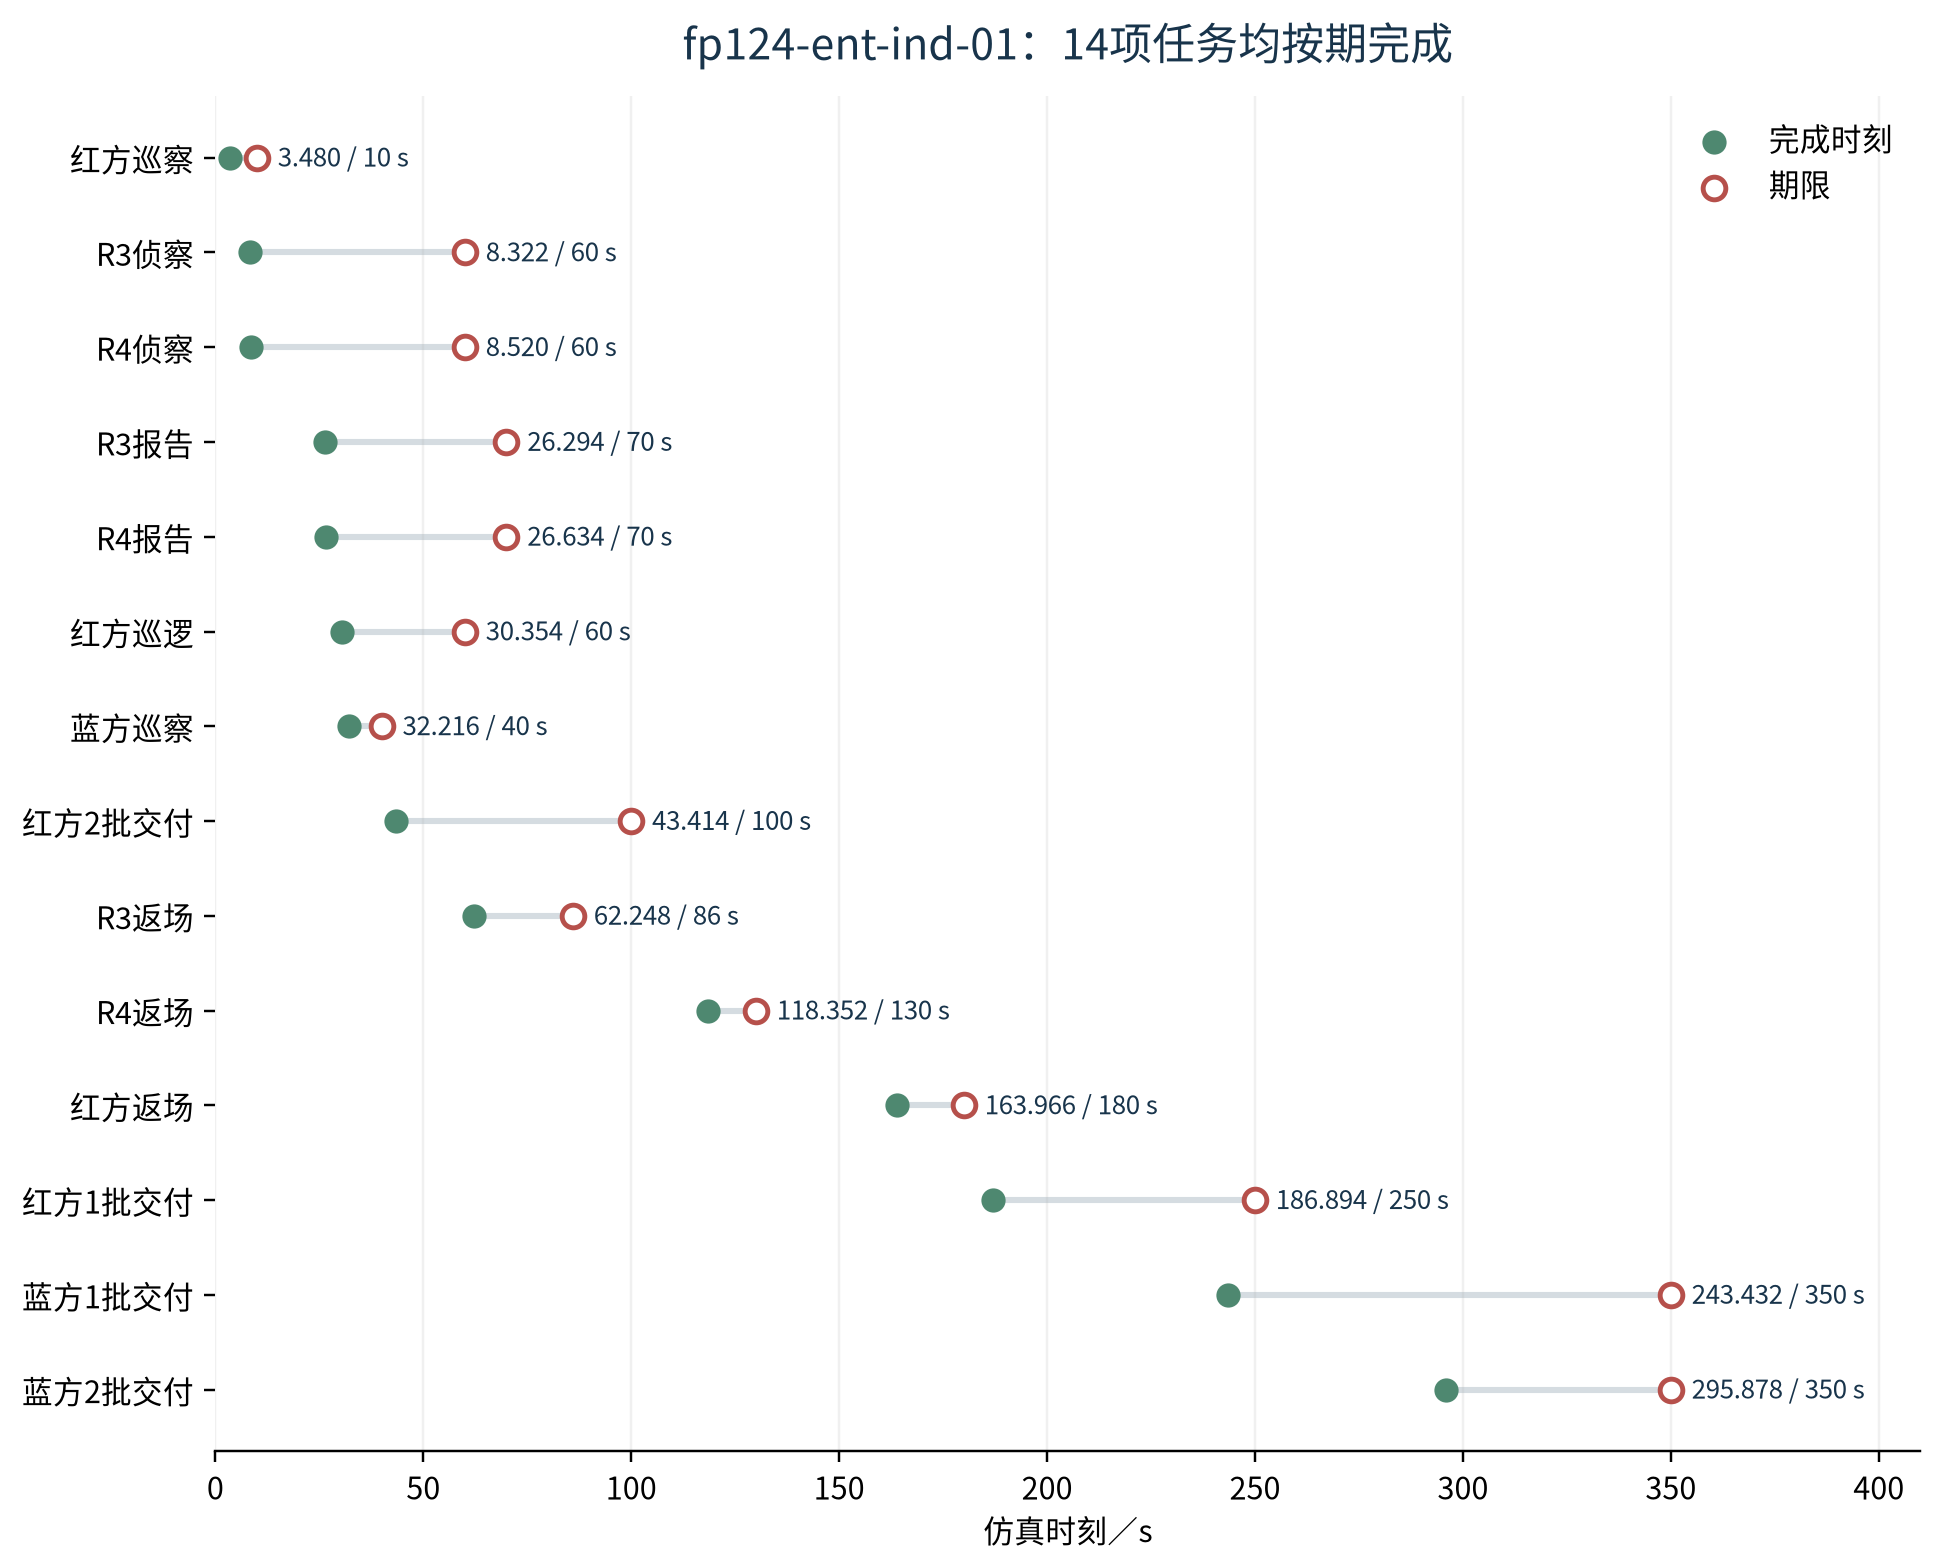 fp124-ent-ind-01：14项任务均按期完成
完成时刻
期限
红方巡察 3.480 / 10 s
R3侦察 8.322 / 60 s
R4侦察 8.520 / 60 s
R3报告 26.294 / 70 s
R4报告 26.634 / 70 s
红方巡逻 30.354 / 60 s
蓝方巡察 32.216 / 40 s
红方2批交付 43.414 / 100 s
R3返场 62.248 / 86 s
R4返场 118.352 / 130 s
红方返场 163.966 / 180 s
红方1批交付 186.894 / 250 s
蓝方1批交付 243.432 / 350 s
蓝方2批交付 295.878 / 350 s
0 50 100 150 200 250 300 350 400
仿真时刻／s